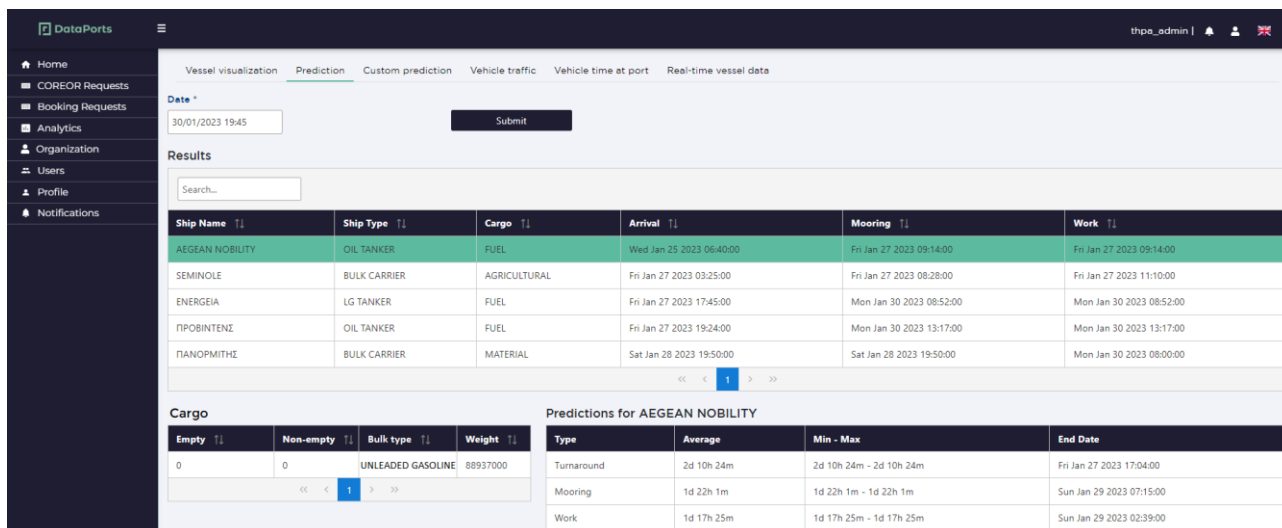 DataPorts
thpa_admin |
Home
COREOR Requests
Booking Requests
Analytics
Organization
Users
Profile
Notifications
Vessel visualization Prediction Custom prediction Vehicle traffic Vehicle time at port Real-time vessel data
Date *
30/01/2023 19:45 Submit
Results
Search...
Ship Name Ship Type Cargo Arrival Mooring Work
AEGEAN NOBILITY OIL TANKER FUEL Wed Jan 25 2023 06:40:00 Fri Jan 27 2023 09:14:00 Fri Jan 27 2023 09:14:00
SEMINOLE BULK CARRIER AGRICULTURAL Fri Jan 27 2023 03:25:00 Fri Jan 27 2023 08:28:00 Fri Jan 27 2023 11:10:00
ENERGEIA LG TANKER FUEL Fri Jan 27 2023 17:45:00 Mon Jan 30 2023 08:52:00 Mon Jan 30 2023 08:52:00
ΠΡΟΒΙΝΤΕΝΣ OIL TANKER FUEL Fri Jan 27 2023 19:24:00 Mon Jan 30 2023 13:17:00 Mon Jan 30 2023 13:17:00
ΠΑΝΟΡΜΙΤΗΣ BULK CARRIER MATERIAL Sat Jan 28 2023 19:50:00 Sat Jan 28 2023 19:50:00 Mon Jan 30 2023 08:00:00
« < 1 > »
Cargo
Empty Non-empty Bulk type Weight
0 0 UNLEADED GASOLINE 88937000
« < 1 > »
Predictions for AEGEAN NOBILITY
Type Average Min - Max End Date
Turnaround 2d 10h 24m 2d 10h 24m - 2d 10h 24m Fri Jan 27 2023 17:04:00
Mooring 1d 22h 1m 1d 22h 1m - 1d 22h 1m Sun Jan 29 2023 07:15:00
Work 1d 17h 25m 1d 17h 25m - 1d 17h 25m Sun Jan 29 2023 02:39:00